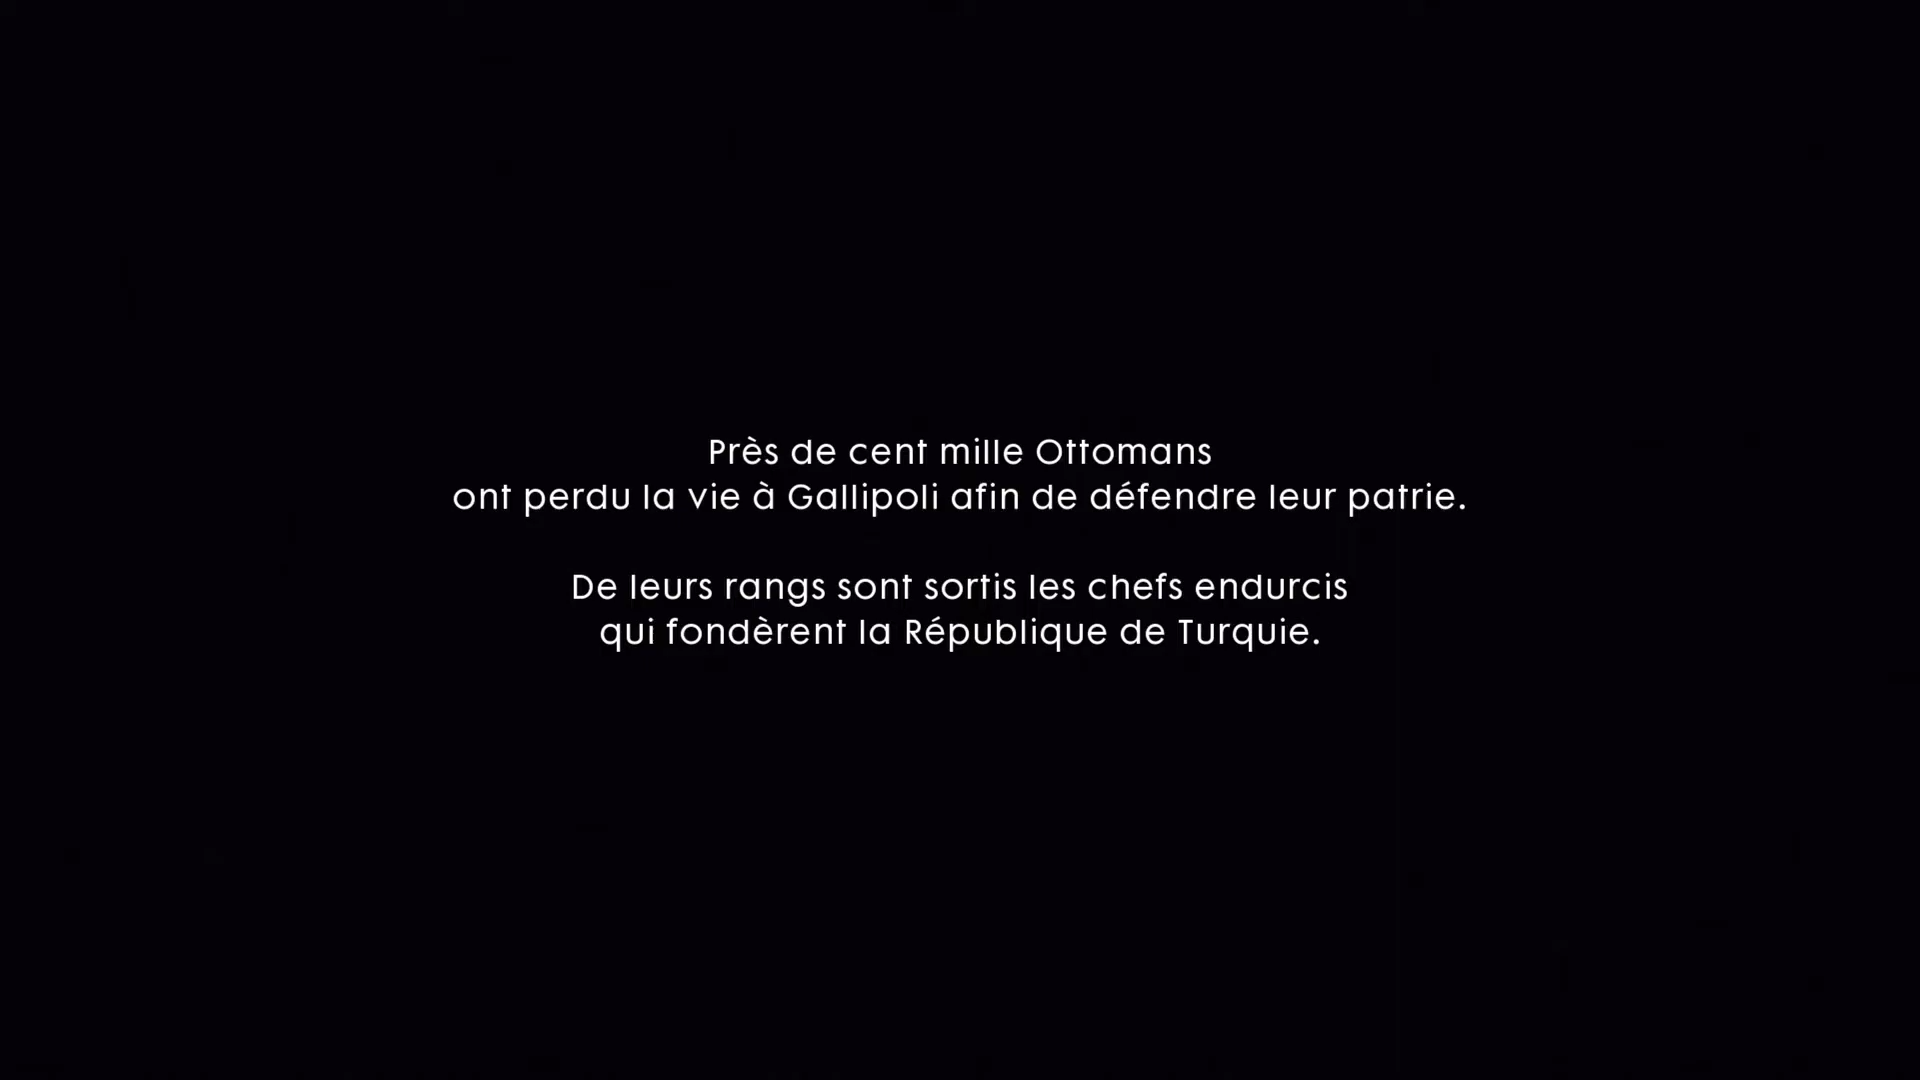 Près de cent mille Ottomans
ont perdu la vie à Gallipoli afin de défendre leur patrie.
De leurs rangs sont sortis les chefs endurcis
qui fondèrent la République de Turquie.